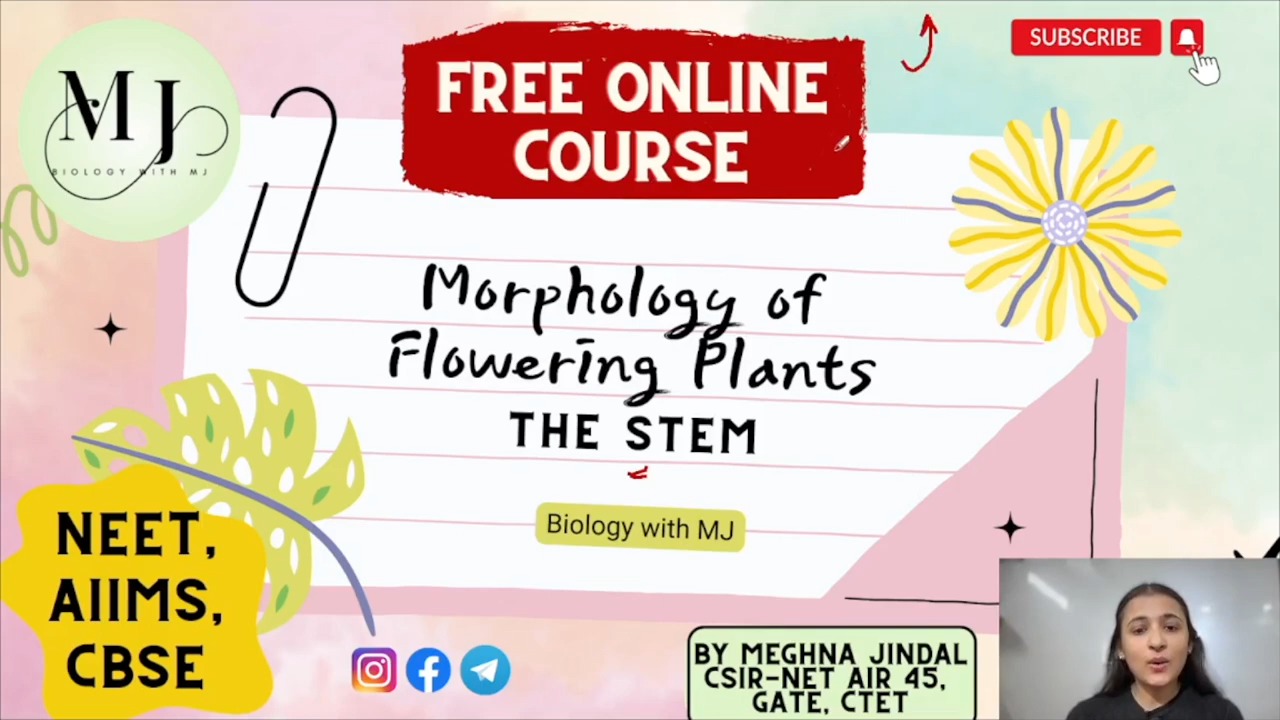 MJ
BIOLOGY WITH MJ
FREE ONLINE
COURSE
SUBSCRIBE
Morphology of
Flowering Plants
THE STEM
Biology with MJ
NEET,
AIIMS,
CBSE
BY MEGHNA JINDAL
CSIR-NET AIR 45,
GATE, CTET